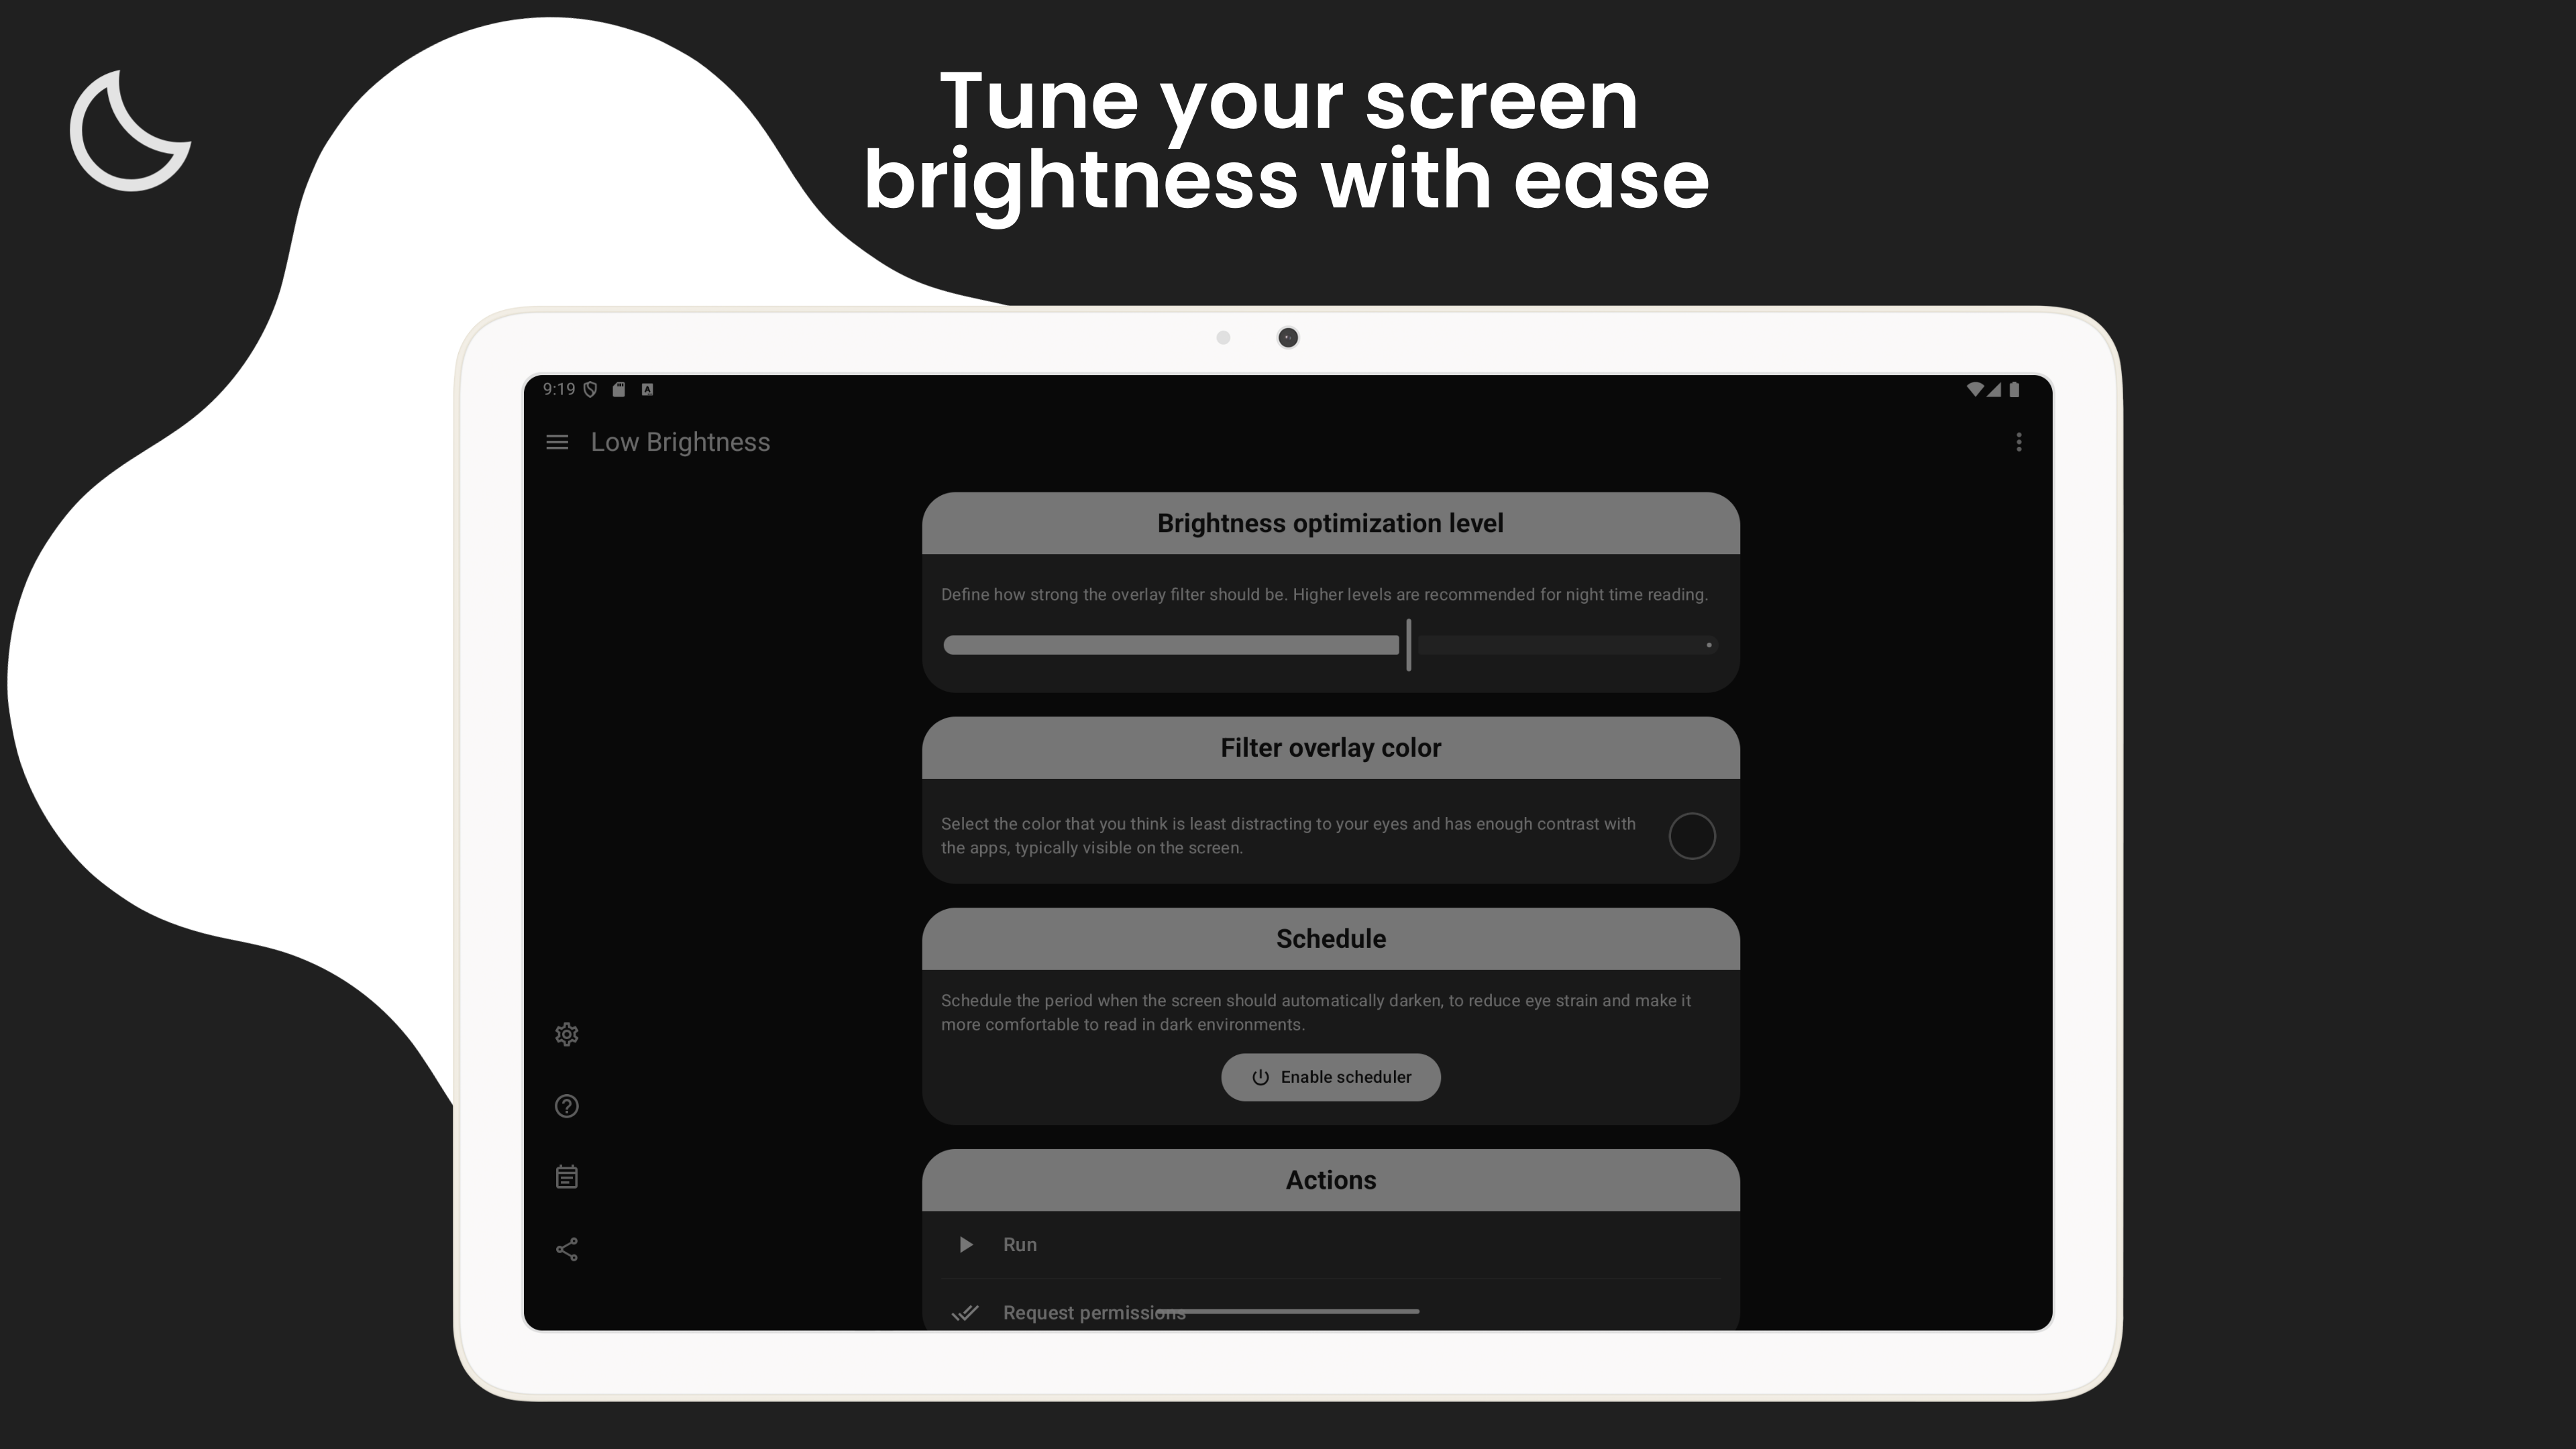 Tune your screen
brightness with ease
9:19
Low Brightness
Brightness optimization level
Define how strong the overlay filter should be. Higher levels are recommended for night time reading.
Filter overlay color
Select the color that you think is least distracting to your eyes and has enough contrast with
the apps, typically visible on the screen.
Schedule
Schedule the period when the screen should automatically darken, to reduce eye strain and make it
more comfortable to read in dark environments.
Enable scheduler
Actions
Run
Request permissions